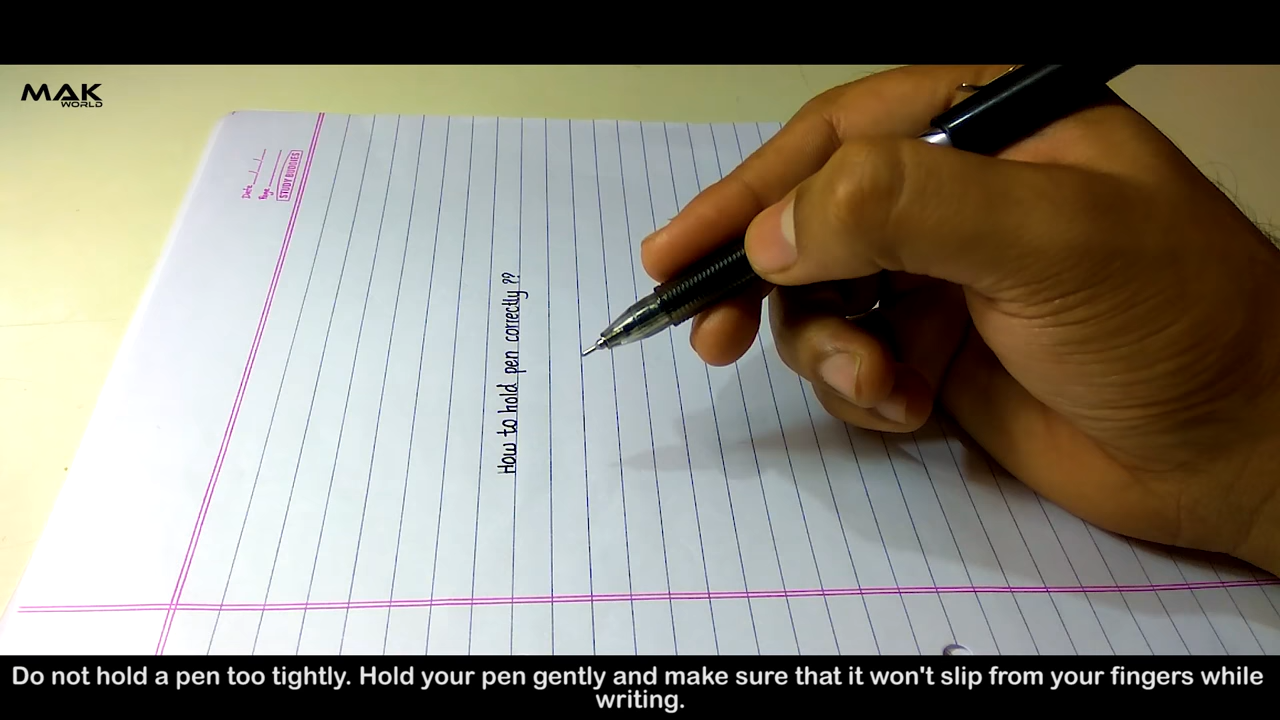 MAK
WORLD
Date
Page
STUDY BUDDIES
How to hold pen correctly ??
Do not hold a pen too tightly. Hold your pen gently and make sure that it won't slip from your fingers while
writing.